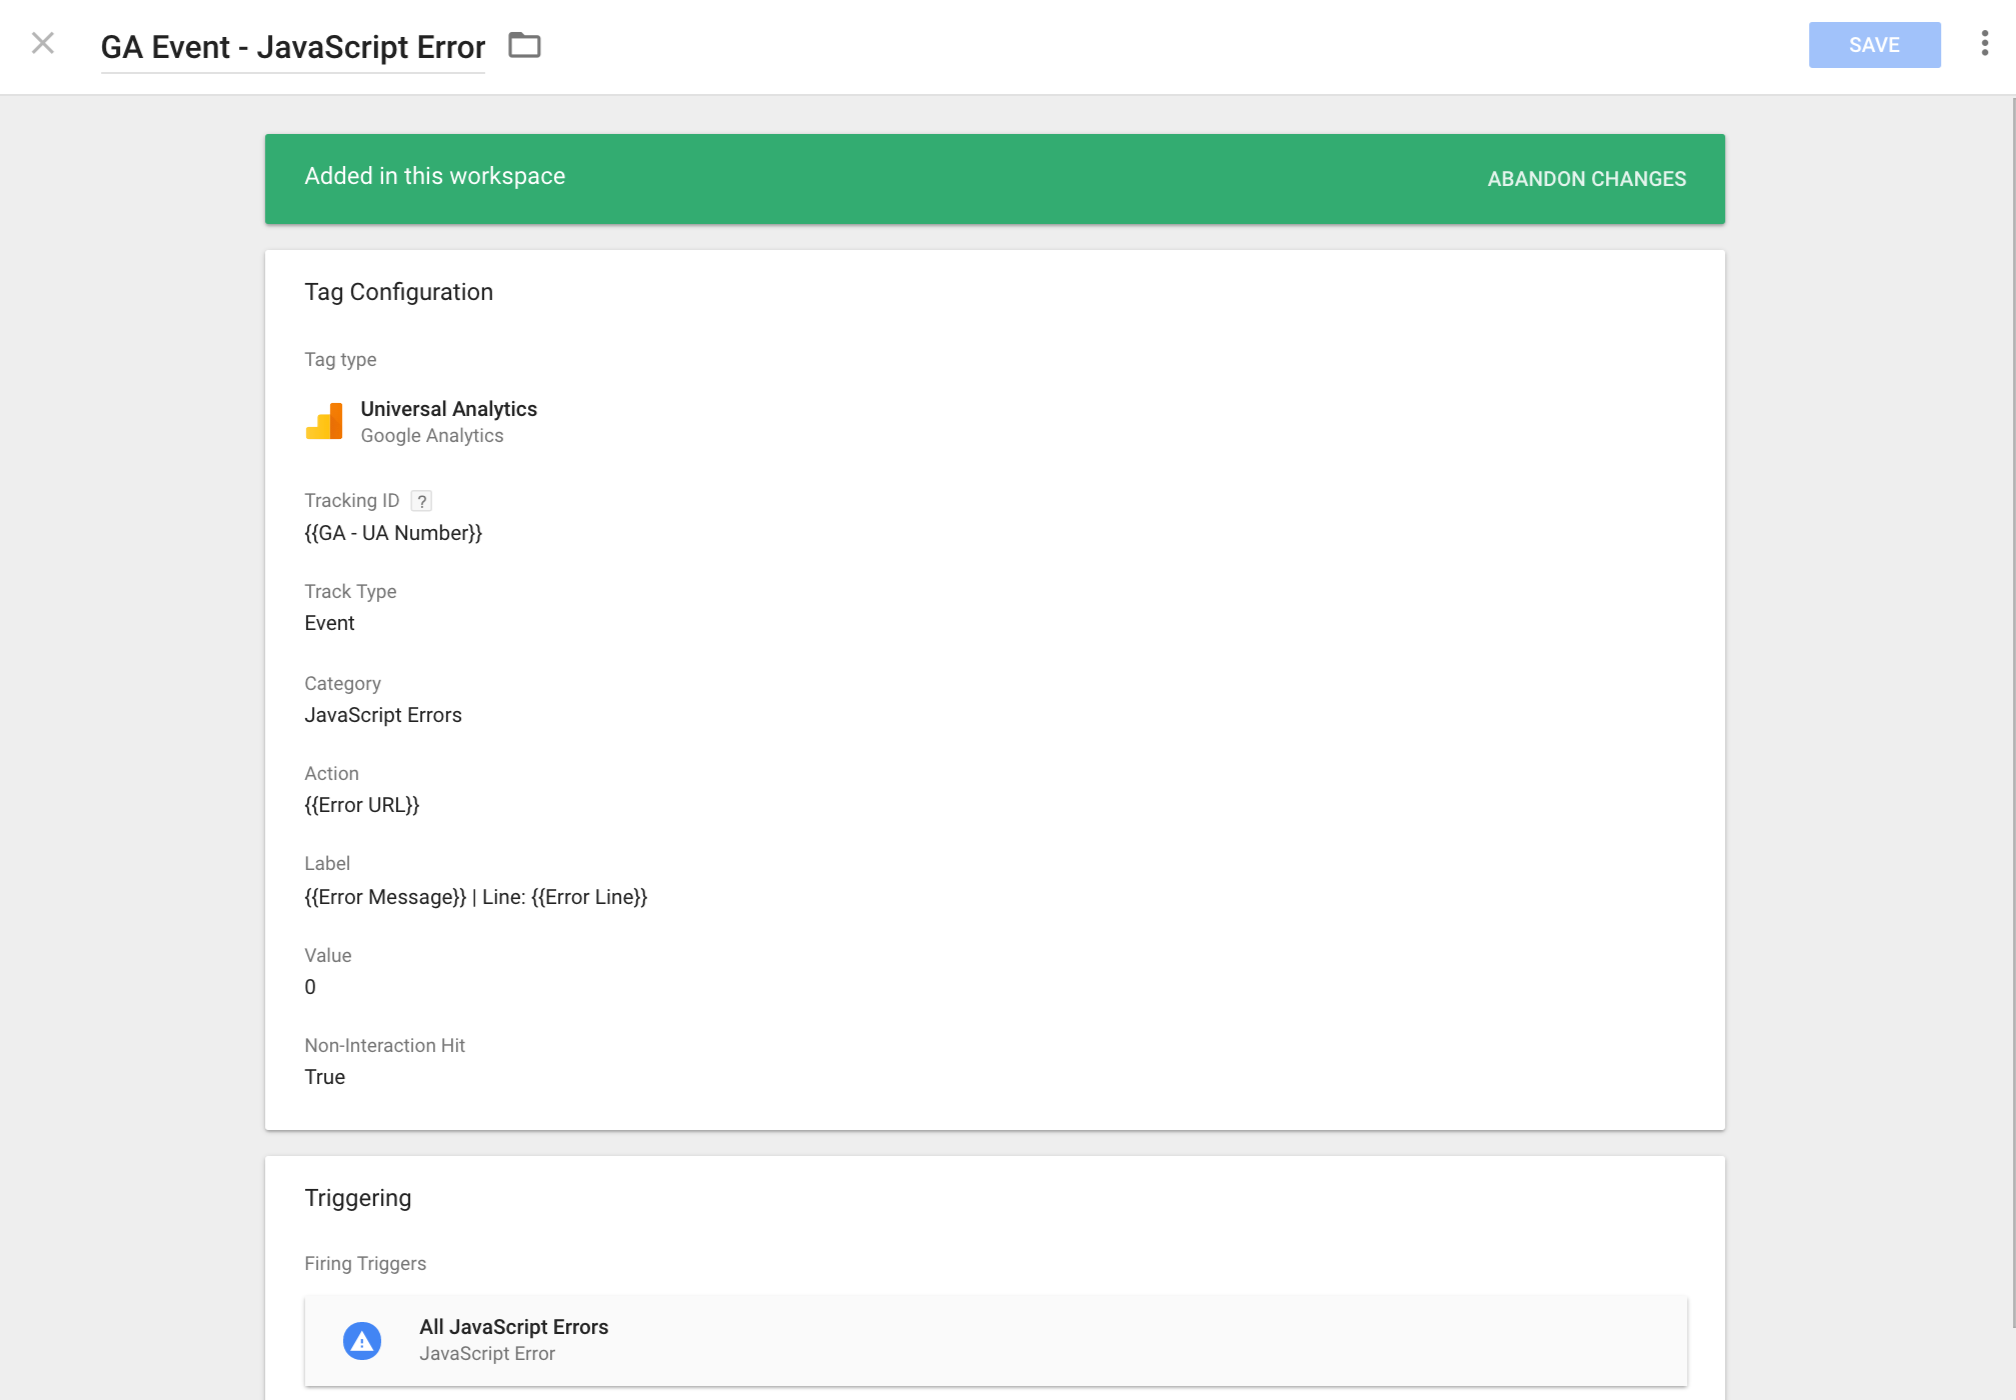 GA Event - JavaScript Error
SAVE
Added in this workspace
ABANDON CHANGES
Tag Configuration
Tag type
Universal Analytics
Google Analytics
Tracking ID ?
{{GA - UA Number}}
Track Type
Event
Category
JavaScript Errors
Action
{{Error URL}}
Label
{{Error Message}} | Line: {{Error Line}}
Value
0
Non-Interaction Hit
True
Triggering
Firing Triggers
All JavaScript Errors
JavaScript Error